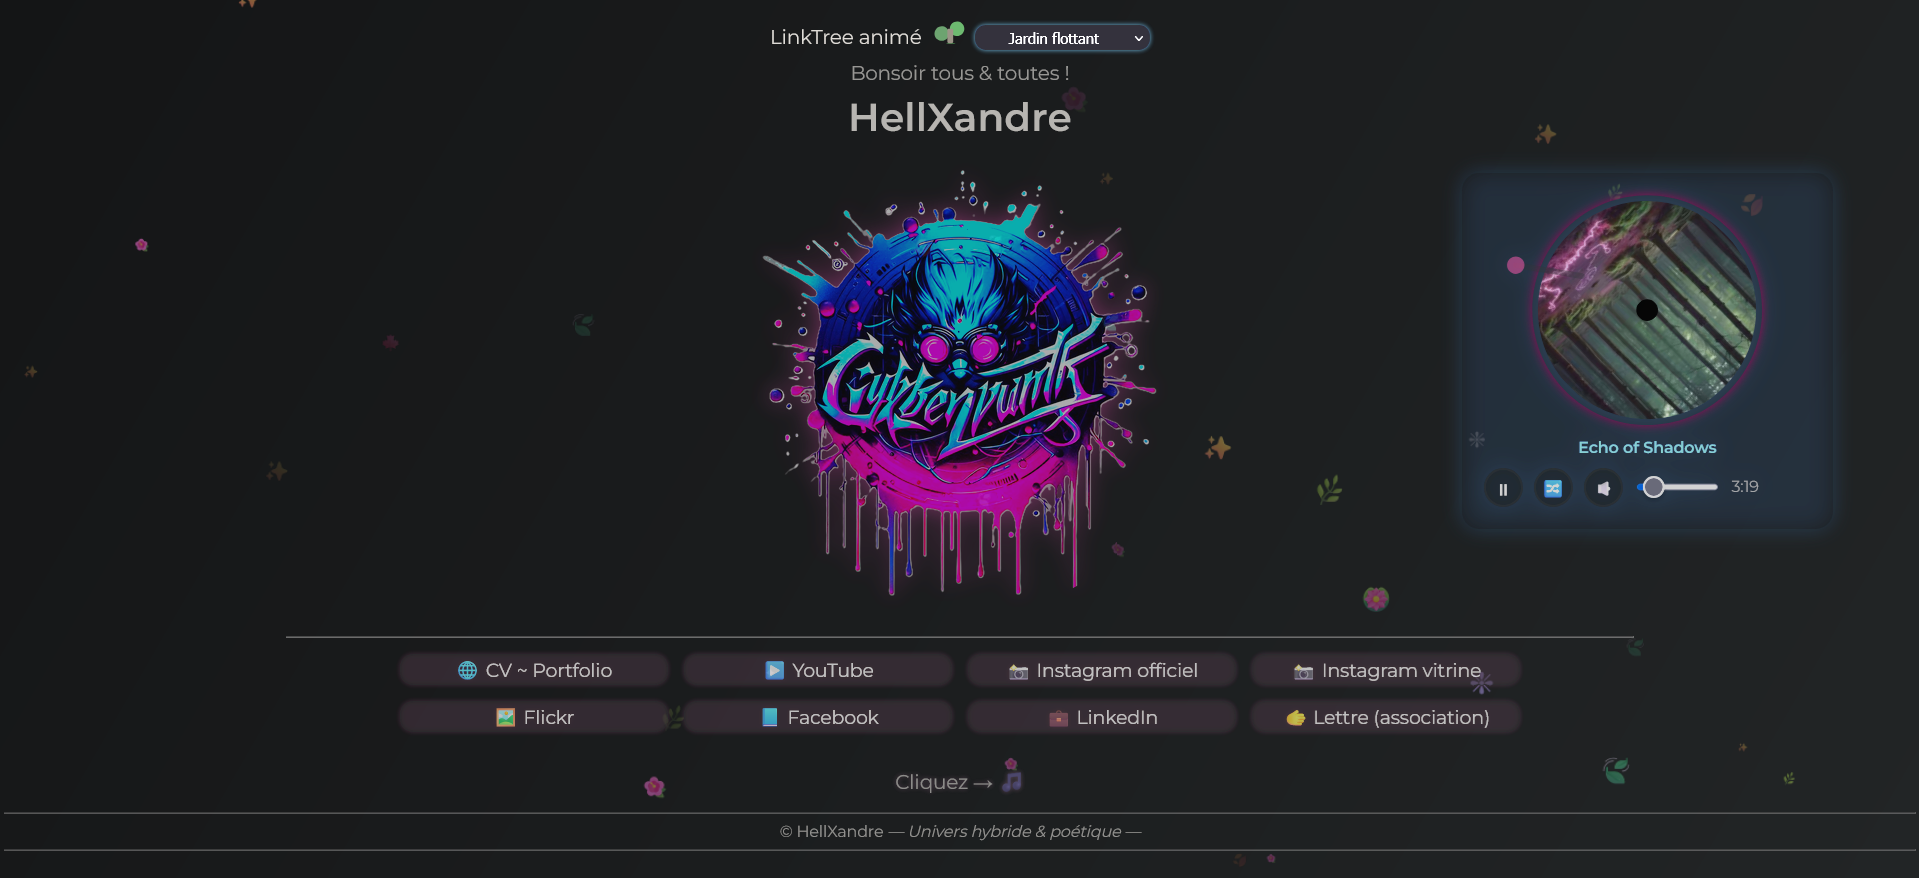 LinkTree animé
Jardin flottant
Bonsoir tous & toutes !
HellXandre
Echo of Shadows
3:19
CV ~ Portfolio
YouTube
Instagram officiel
Instagram vitrine
Flickr
Facebook
LinkedIn
Lettre (association)
Cliquez →
© HellXandre — Univers hybride & poétique —